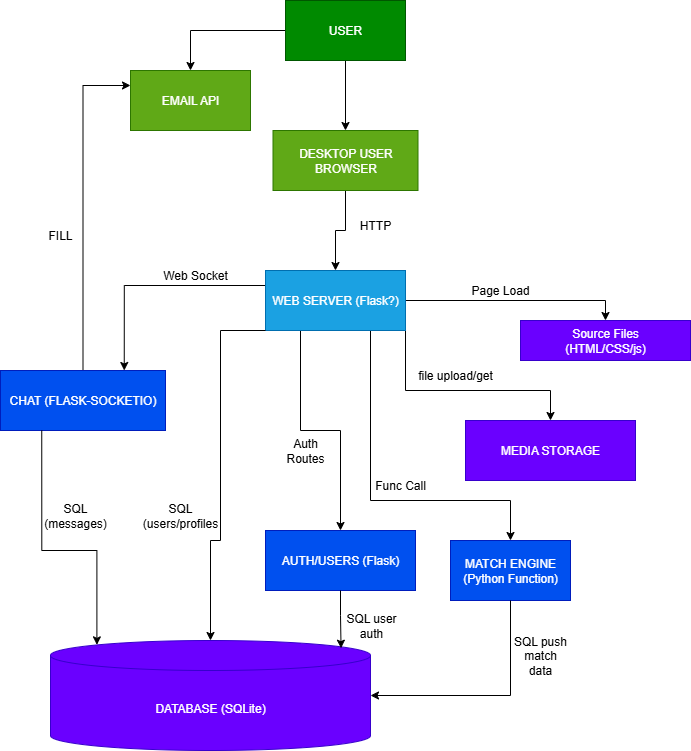 USER
EMAIL API
DESKTOP USER
BROWSER
HTTP
FILL
Web Socket
WEB SERVER (Flask?)
Page Load
Source Files
(HTML/CSS/js)
file upload/get
CHAT (FLASK-SOCKETIO)
Auth
Routes
MEDIA STORAGE
Func Call
SQL
(messages)
SQL
(users/profiles
AUTH/USERS (Flask)
MATCH ENGINE
(Python Function)
SQL user
auth
SQL push
match
data
DATABASE (SQLite)